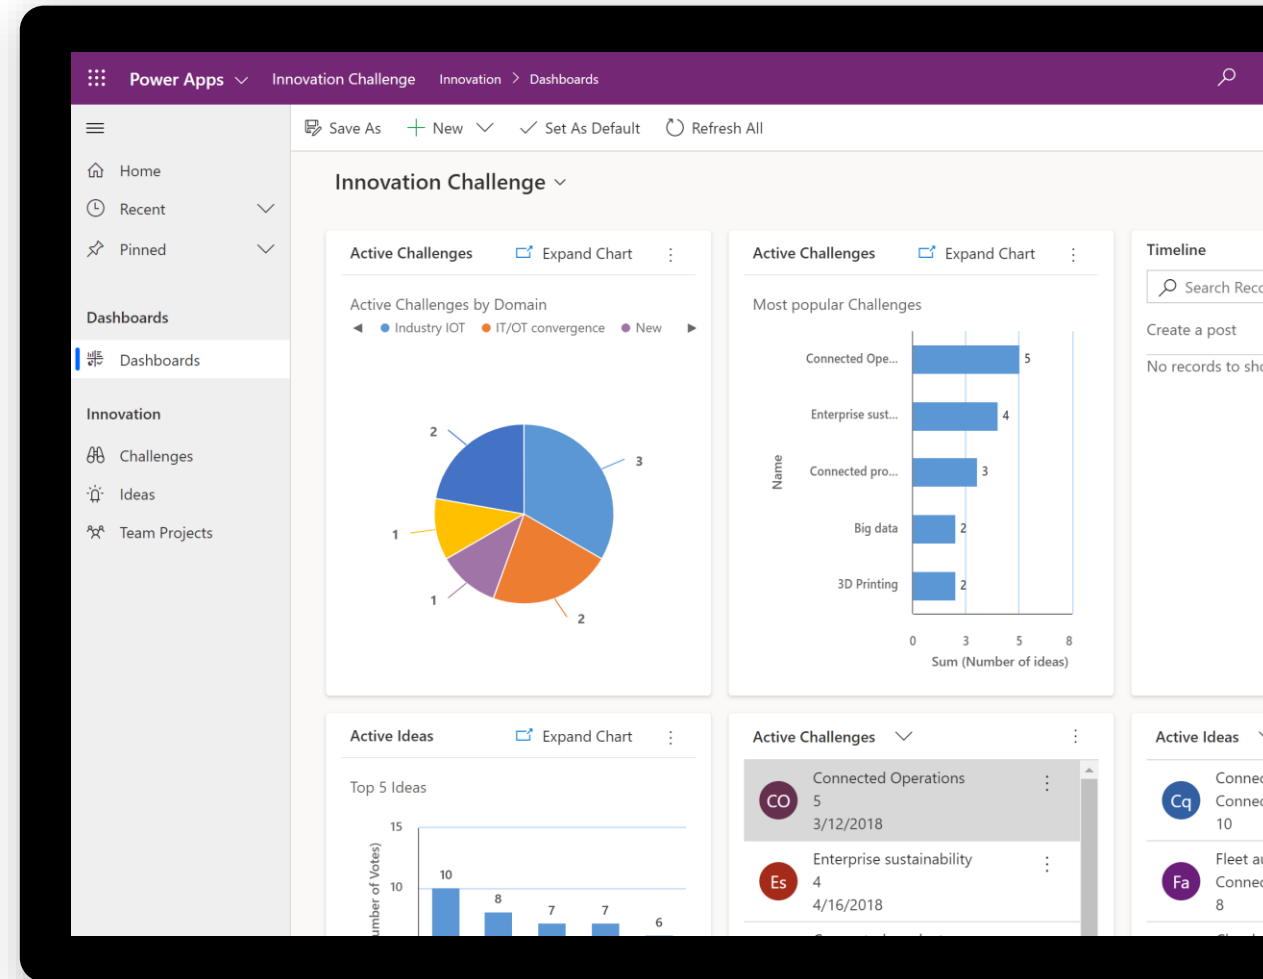 Power Apps Innovation Challenge Innovation > Dashboards
Save As New Set As Default Refresh All
Home
Recent
Pinned
Dashboards
Dashboards
Innovation
Challenges
Ideas
Team Projects
Innovation Challenge
Active Challenges Expand Chart
Active Challenges by Domain
Industry IOT IT/OT convergence New
2
3
1
1
2
Active Challenges Expand Chart
Most popular Challenges
Name
Connected Ope... 5
Enterprise sust... 4
Connected pro... 3
Big data 2
3D Printing 2
0 3 5 8
Sum (Number of ideas)
Timeline
Search Reco
Create a post
No records to sho
Active Ideas Expand Chart
Top 5 Ideas
15
10
umber of Votes)
10
8
7
7
6
Active Challenges
CO
Connected Operations
5
3/12/2018
Es
Enterprise sustainability
4
4/16/2018
Active Ideas
Cq
Connec
Connec
10
Fa
Fleet au
Connec
8